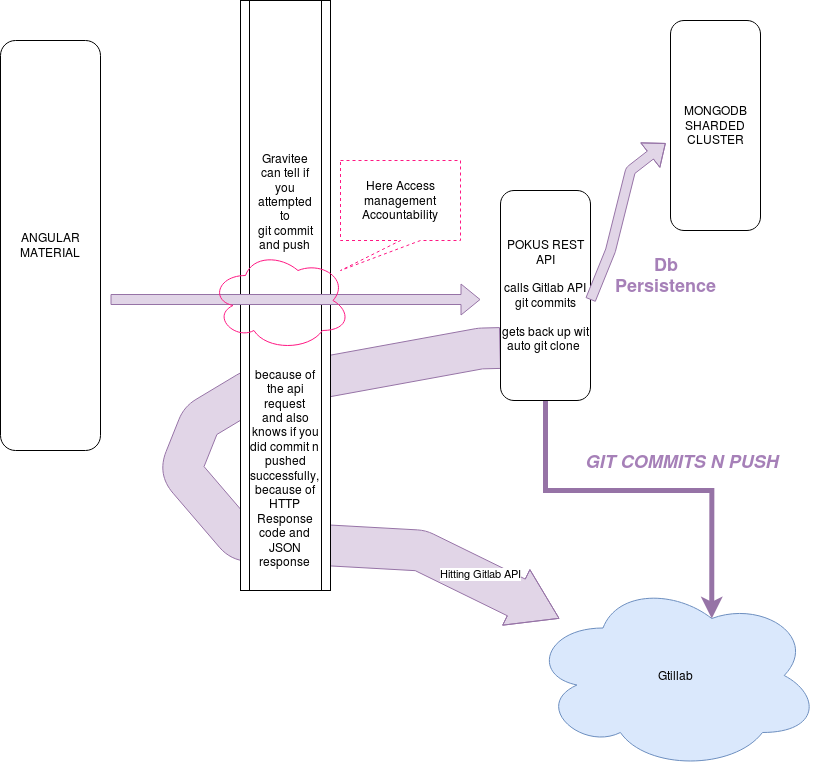 ANGULAR
MATERIAL
Gravitee
can tell if
you
attempted
to
git commit
and push
Here Access
management
Accountability
MONGODB
SHARDED
CLUSTER
POKUS REST
API
calls Gitlab API
git commits
gets back up wit
auto git clone
Db
Persistence
because of
the api
request
and also
knows if you
did commit n
pushed
successfully,
because of
HTTP
Response
code and
JSON
response
GIT COMMITS N PUSH
Hitting Gitlab API
Gtillab